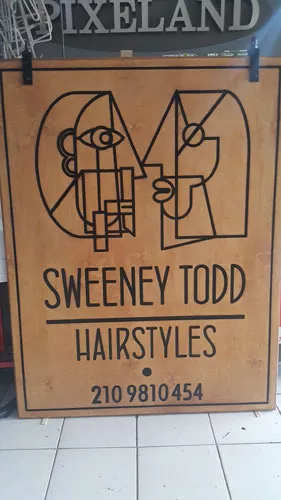 PIXELAND
SWEENEY TODD
HAIRSTYLES
210 9810454